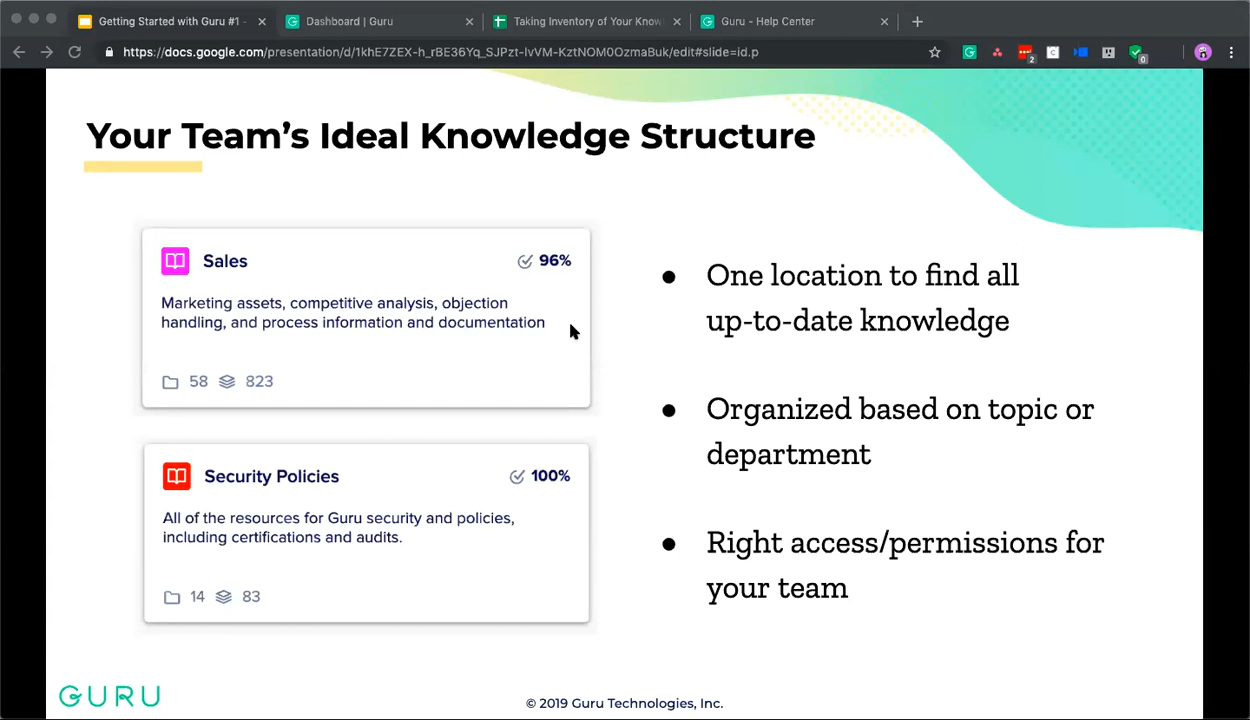 Getting Started with Guru #1 -
Dashboard | Guru
Taking Inventory of Your Know
Guru - Help Center
https://docs.google.com/presentation/d/1khE7ZEX-h_rBE36Yq_SJPzt-lvVM-KztNOM0OzmaBuk/edit#slide=id.p
2
0
Your Team's Ideal Knowledge Structure
Sales
96%
Marketing assets, competitive analysis, objection
handling, and process information and documentation
58 823
Security Policies
100%
All of the resources for Guru security and policies,
including certifications and audits.
14 83
● One location to find all
up-to-date knowledge
● Organized based on topic or
department
● Right access/permissions for
your team
GURU
© 2019 Guru Technologies, Inc.